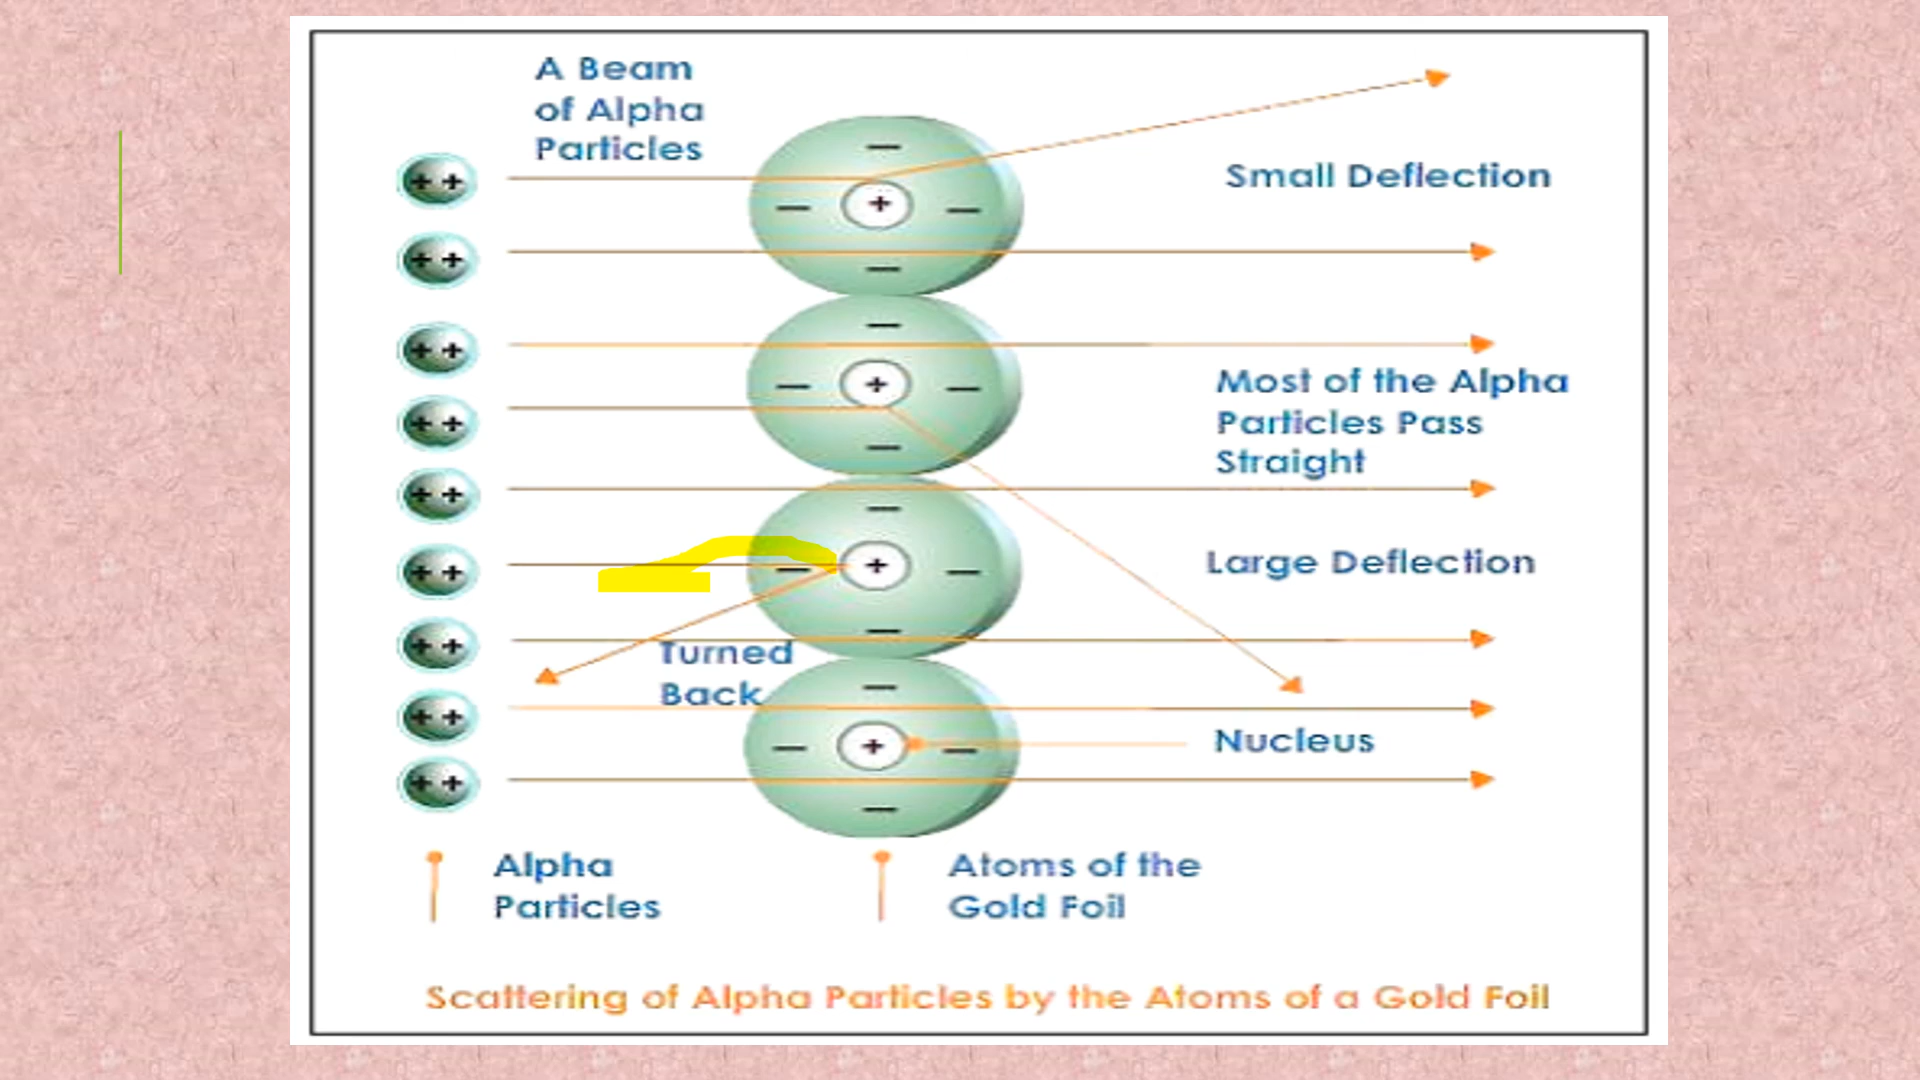 A Beam
of Alpha
Particles
++
++
++
++
++
++
++
++
++
−
− + −
−
−
− + −
−
−
− + −
−
−
− + −
−
Small Deflection
Most of the Alpha
Particles Pass
Straight
Large Deflection
Turned
Back
Nucleus
Alpha
Particles
Atoms of the
Gold Foil
Scattering of Alpha Particles by the Atoms of a Gold Foil